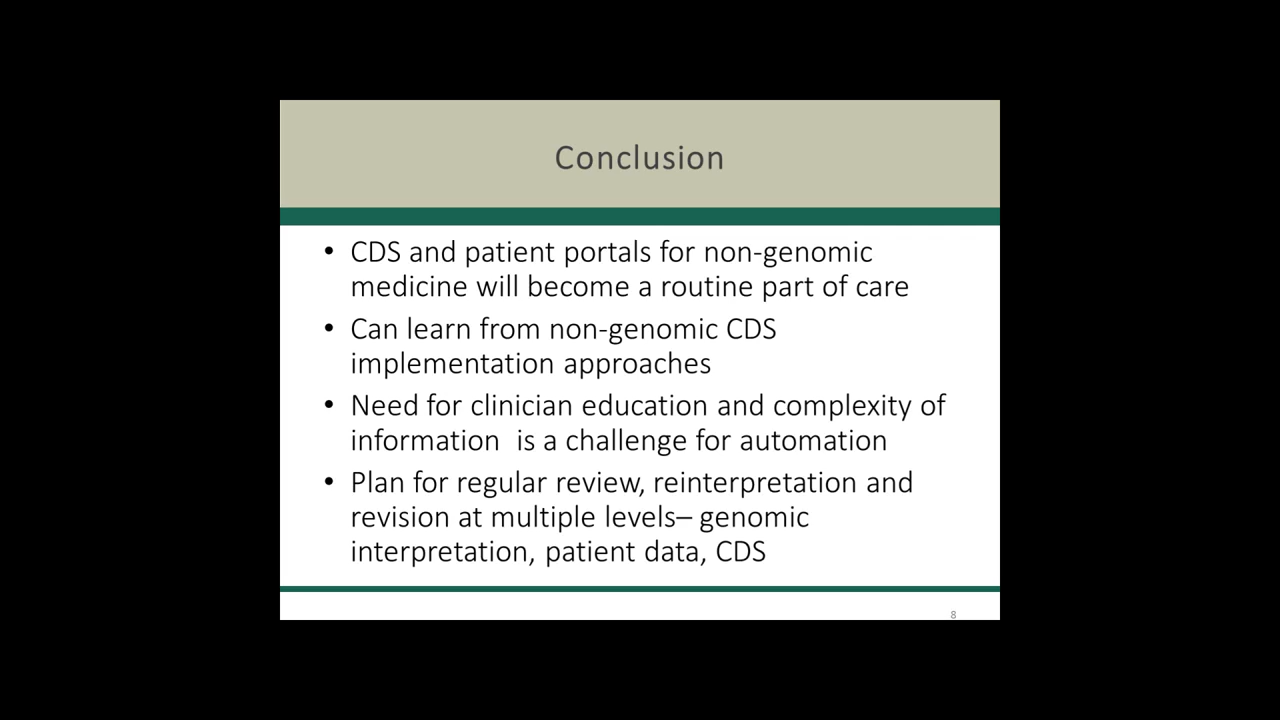 Conclusion
• CDS and patient portals for non-genomic
medicine will become a routine part of care
• Can learn from non-genomic CDS
implementation approaches
• Need for clinician education and complexity of
information  is a challenge for automation
• Plan for regular review, reinterpretation and
revision at multiple levels– genomic
interpretation, patient data, CDS
8